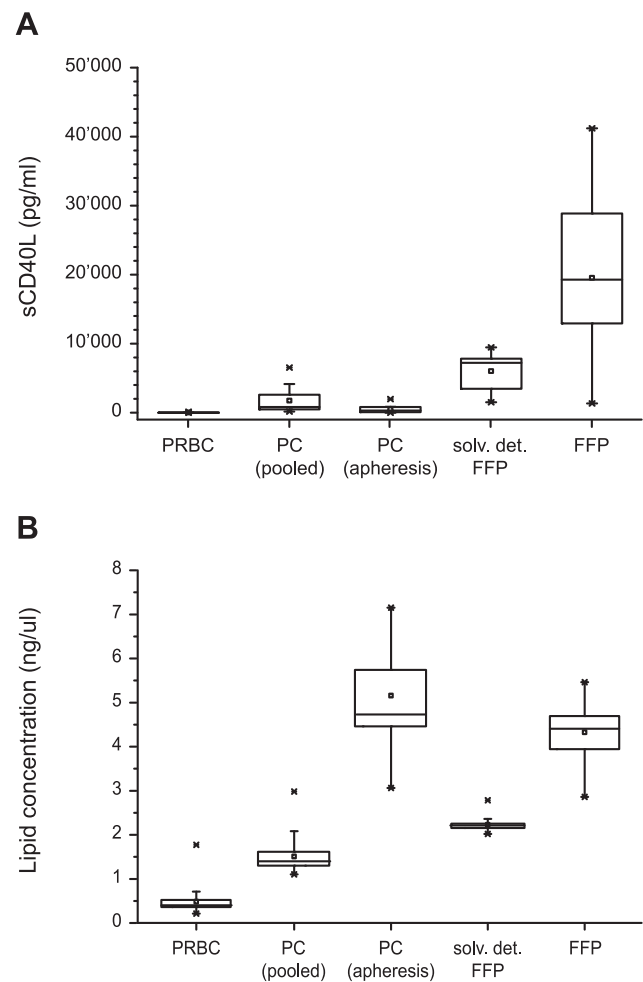 A
sCD40L (pg/ml)
50’000
40’000
30’000
20’000
10’000
0
PRBC
PC
(pooled)
PC
(apheresis)
solv. det.
FFP
FFP
B
Lipid concentration (ng/ul)
8
7
6
5
4
3
2
1
0
PRBC
PC
(pooled)
PC
(apheresis)
solv. det.
FFP
FFP